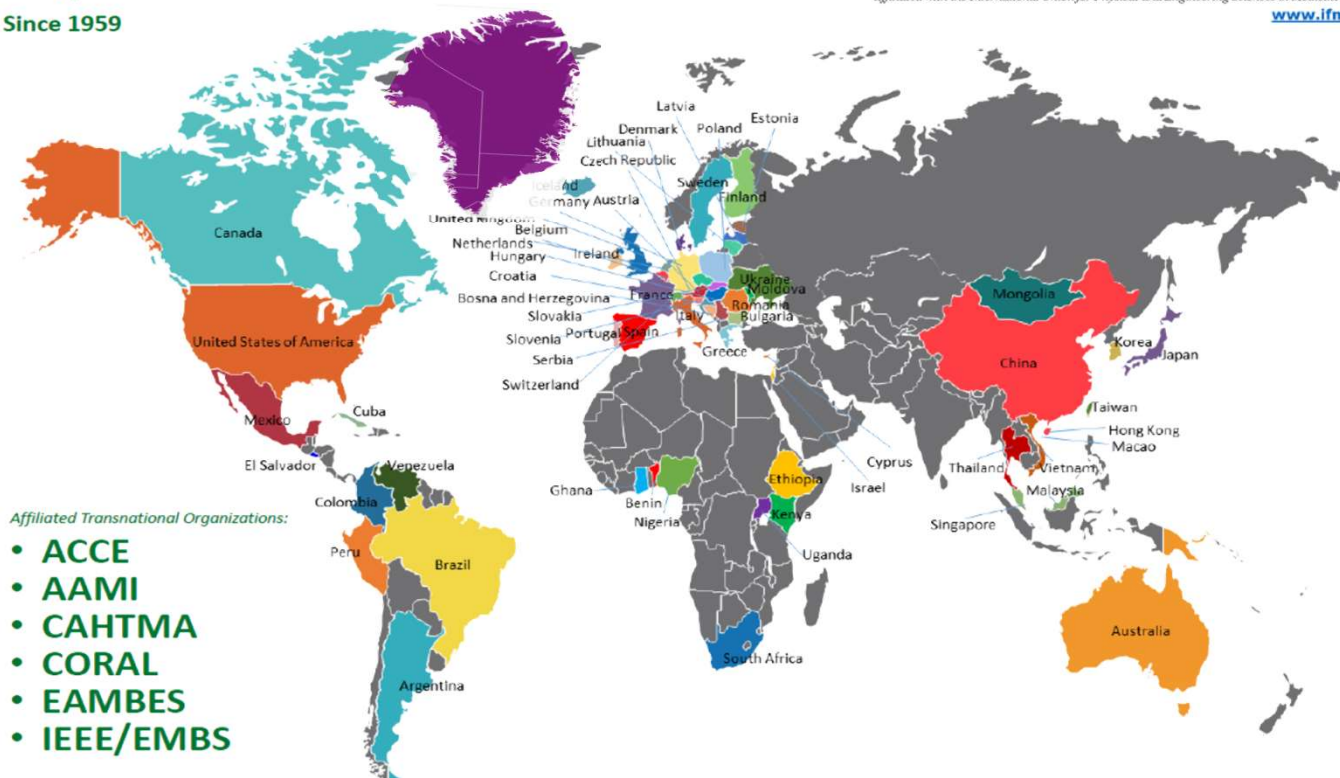 Since 1959
www.ifm
Latvia
Denmark
Poland
Estonia
Lithuania
Czech Republic
Sweden
Finland
Iceland
Germany
Austria
United Kingdom
Belgium
Netherlands
Ireland
Hungary
Croatia
Bosna and Herzegovina
France
Slovakia
Slovenia
Portugal
Spain
Italy
Serbia
Switzerland
Greece
Ukraine
Moldova
Romania
Bulgaria
Canada
United States of America
Mexico
Cuba
El Salvador
Venezuela
Colombia
Peru
Brazil
Argentina
Ghana
Benin
Nigeria
Ethiopia
Kenya
Uganda
South Africa
Cyprus
Israel
Mongolia
China
Korea
Japan
Taiwan
Hong Kong
Macao
Thailand
Vietnam
Malaysia
Singapore
Australia
Affiliated Transnational Organizations:
• ACCE
• AAMI
• CAHTMA
• CORAL
• EAMBES
• IEEE/EMBS